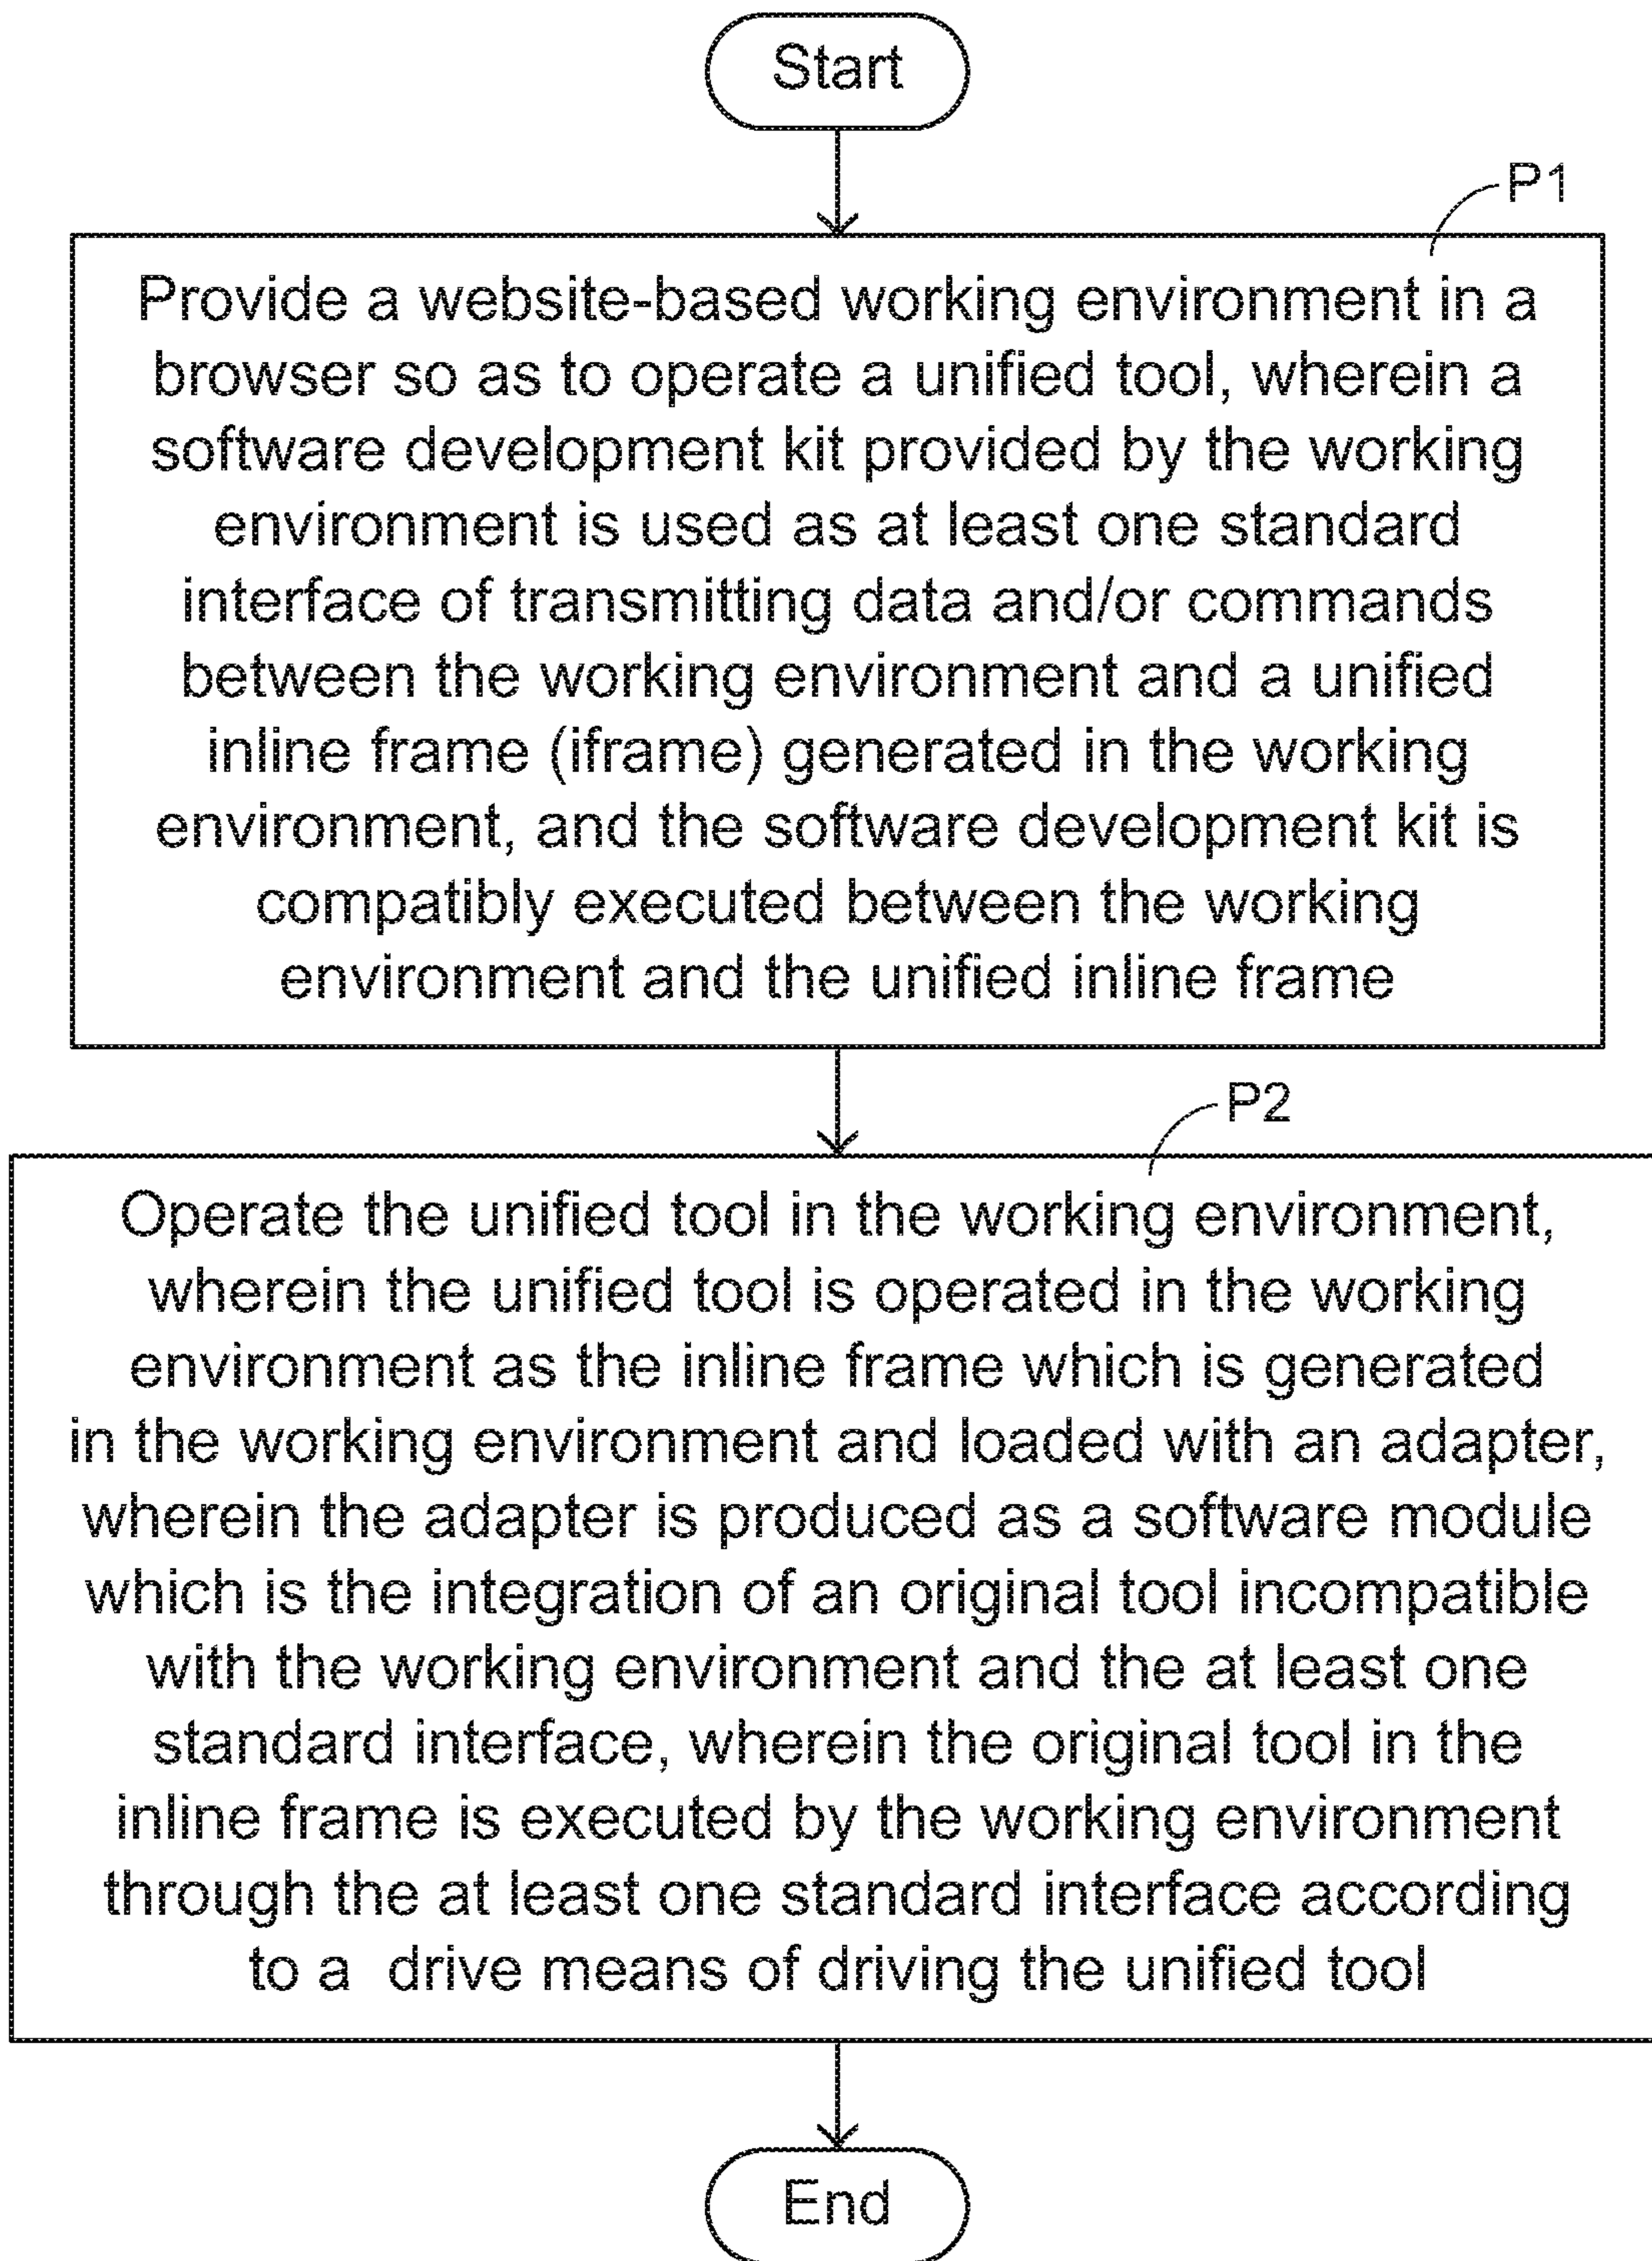 Start
P1
Provide a website-based working environment in a
browser so as to operate a unified tool, wherein a
software development kit provided by the working
environment is used as at least one standard
interface of transmitting data and/or commands
between the working environment and a unified
inline frame (iframe) generated in the working
environment, and the software development kit is
compatibly executed between the working
environment and the unified inline frame
P2
Operate the unified tool in the working environment,
wherein the unified tool is operated in the working
environment as the inline frame which is generated
in the working environment and loaded with an adapter,
wherein the adapter is produced as a software module
which is the integration of an original tool incompatible
with the working environment and the at least one
standard interface, wherein the original tool in the
inline frame is executed by the working environment
through the at least one standard interface according
to a drive means of driving the unified tool
End